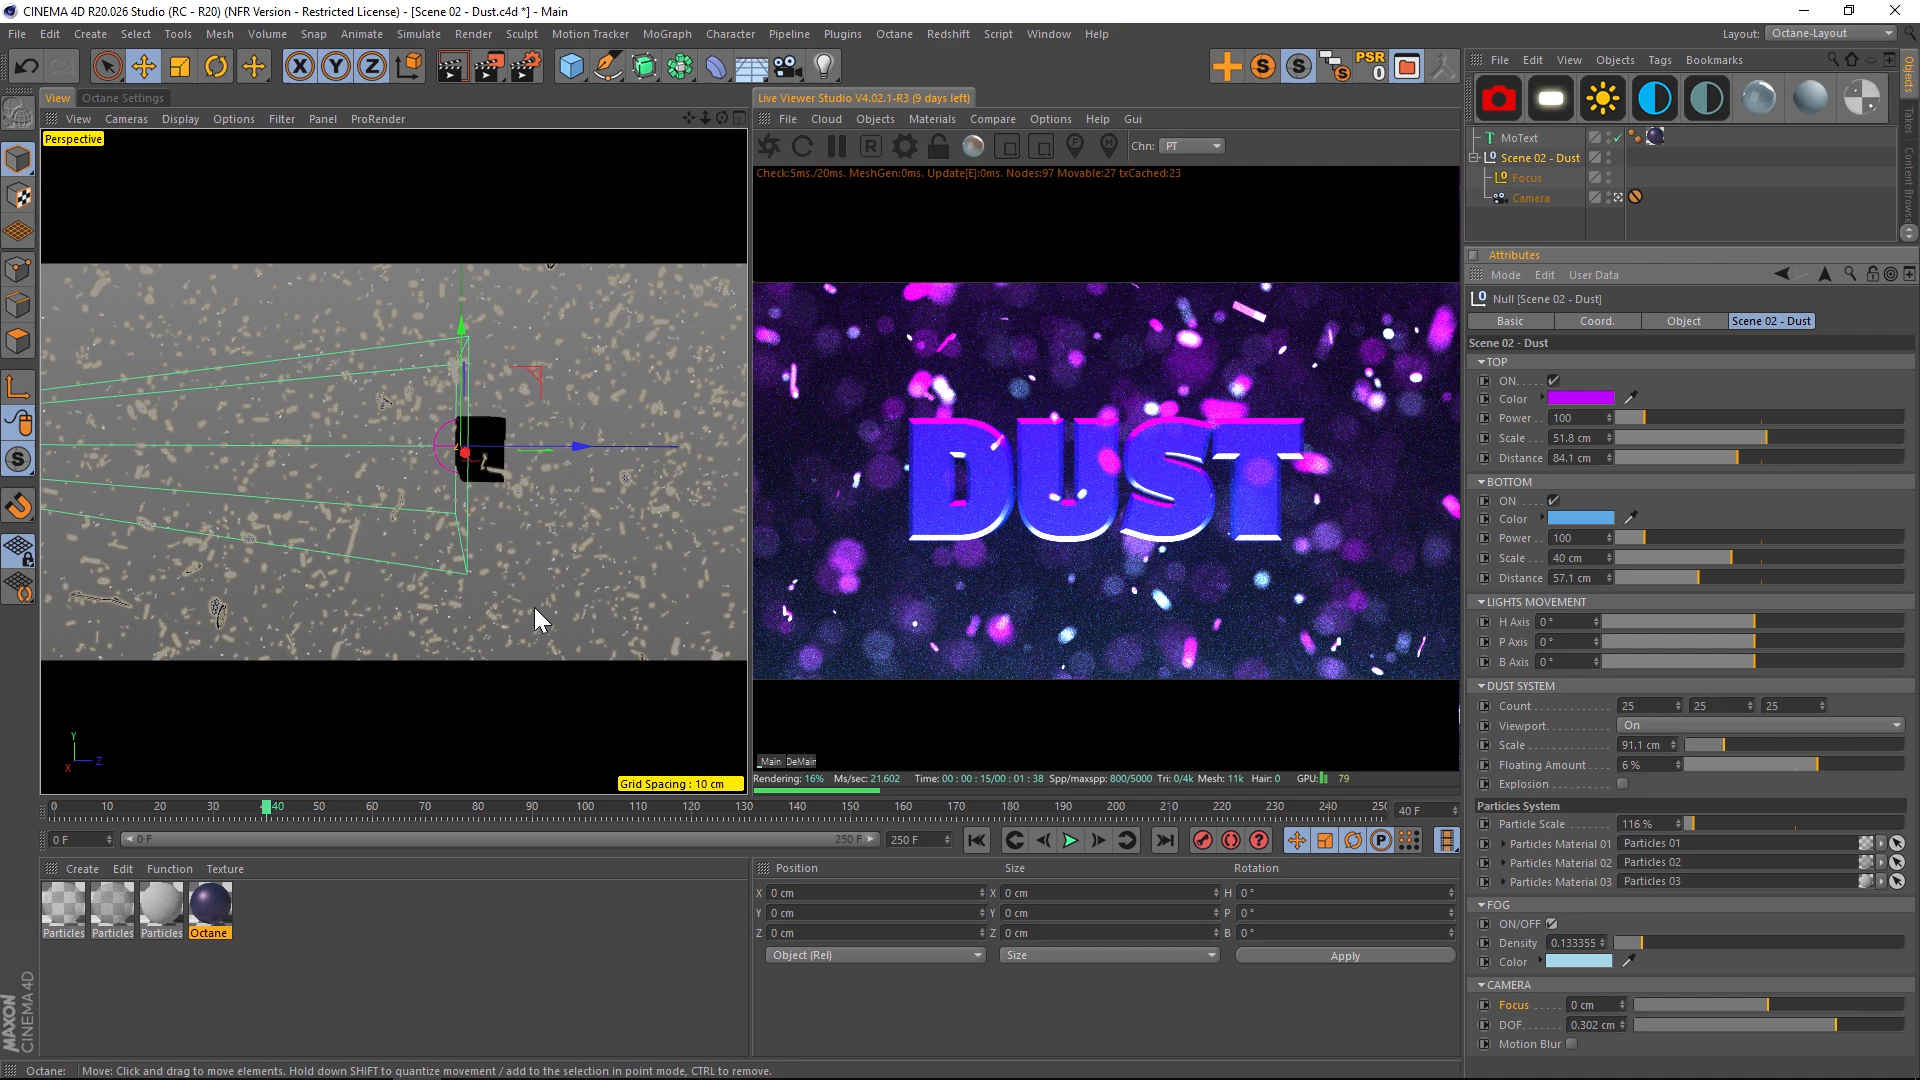 CINEMA 4D R20.026 Studio (RC - R20) (NFR Version - Restricted License) - [Scene 02 - Dust.c4d *] - Main
File Edit Create Select Tools Mesh Volume Snap Animate Simulate Render Sculpt Motion Tracker MoGraph Character Pipeline Plugins Octane Redshift Script Window Help Layout: Octane-Layout
X Y Z
PSR
0
View Octane Settings
View Cameras Display Options Filter Panel ProRender
Perspective
Grid Spacing : 10 cm
Y
X Z
Live Viewer Studio V4.02.1-R3 (9 days left)
File Cloud Objects Materials Compare Options Help Gui
Chn: PT
Check:5ms./20ms. MeshGen:0ms. Update[E]:0ms. Nodes:97 Movable:27 txCached:23
DUST
Main DeMain
Rendering: 16% Ms/sec: 21.602 Time: 00 : 00 : 15/00 : 01 : 38 Spp/maxspp: 800/5000 Tri: 0/4k Mesh: 11k Hair: 0 GPU: 79
0 10 20 30 40 50 60 70 80 90 100 110 120 130 140 150 160 170 180 190 200 210 220 230 240 250 40 F
0 F 0 F 250 F 250 F
Create Edit Function Texture
Particles Particles Particles Octane
Position Size Rotation
X 0 cm X 0 cm H 0 °
Y 0 cm Y 0 cm P 0 °
Z 0 cm Z 0 cm B 0 °
Object (Rel) Size Apply
MAXON
CINEMA 4D
Octane: Move: Click and drag to move elements. Hold down SHIFT to quantize movement / add to the selection in point mode, CTRL to remove.
File Edit View Objects Tags Bookmarks
Objects
Takes
Content Browser
MoText
Scene 02 - Dust
Focus
Camera
Attributes
Mode Edit User Data
Null [Scene 02 - Dust]
Basic Coord. Object Scene 02 - Dust
Scene 02 - Dust
TOP
ON. . . . .
Color
Power . . 100
Scale . . . 51.8 cm
Distance 84.1 cm
BOTTOM
ON . . . . .
Color
Power . . 100
Scale . . . 40 cm
Distance 57.1 cm
LIGHTS MOVEMENT
H Axis 0 °
P Axis 0 °
B Axis 0 °
DUST SYSTEM
Count . . . . . . . . . . . . 25 25 25
Viewport. . . . . . . . . . On
Scale . . . . . . . . . . . . 91.1 cm
Floating Amount. . . . 6 %
Explosion . . . . . . . . . .
Particles System
Particle Scale . . . . . . . 116 %
Particles Material 01 Particles 01
Particles Material 02 Particles 02
Particles Material 03 Particles 03
FOG
ON/OFF
Density 0.133355
Color
CAMERA
Focus . . . . . 0 cm
DOF. . . . . . . 0.302 cm
Motion Blur